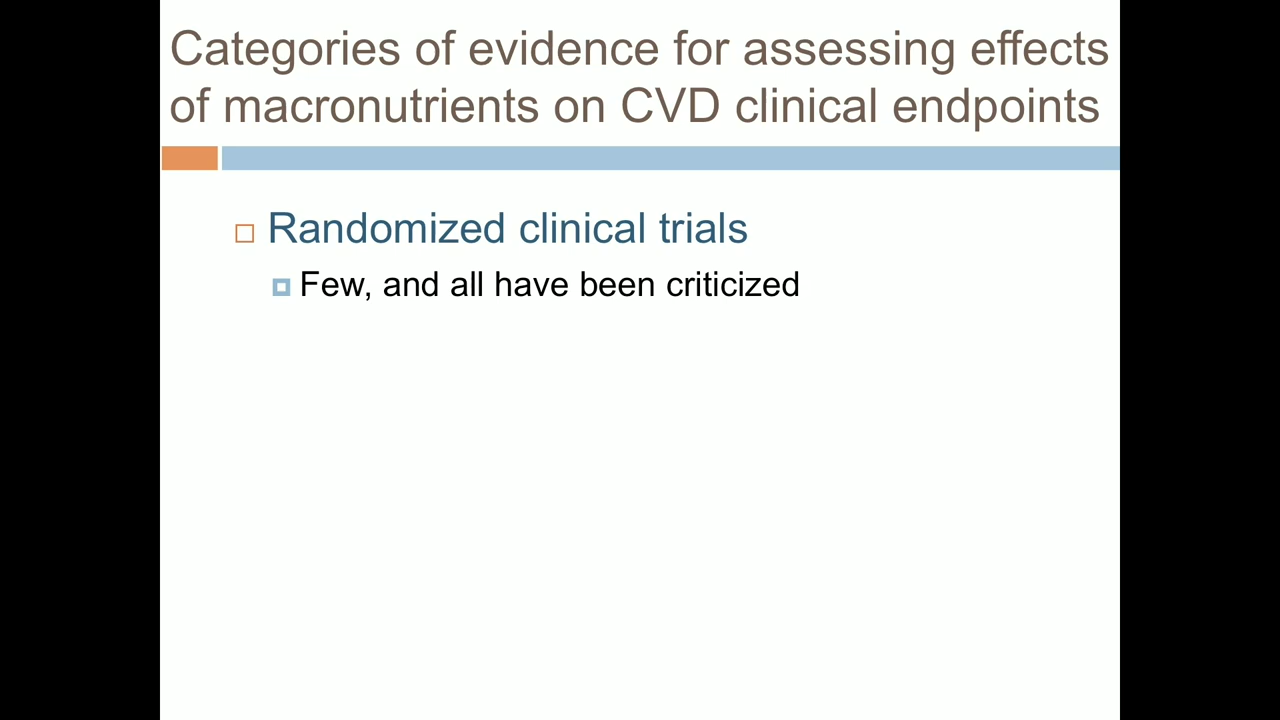 Categories of evidence for assessing effects
of macronutrients on CVD clinical endpoints
Randomized clinical trials
Few, and all have been criticized